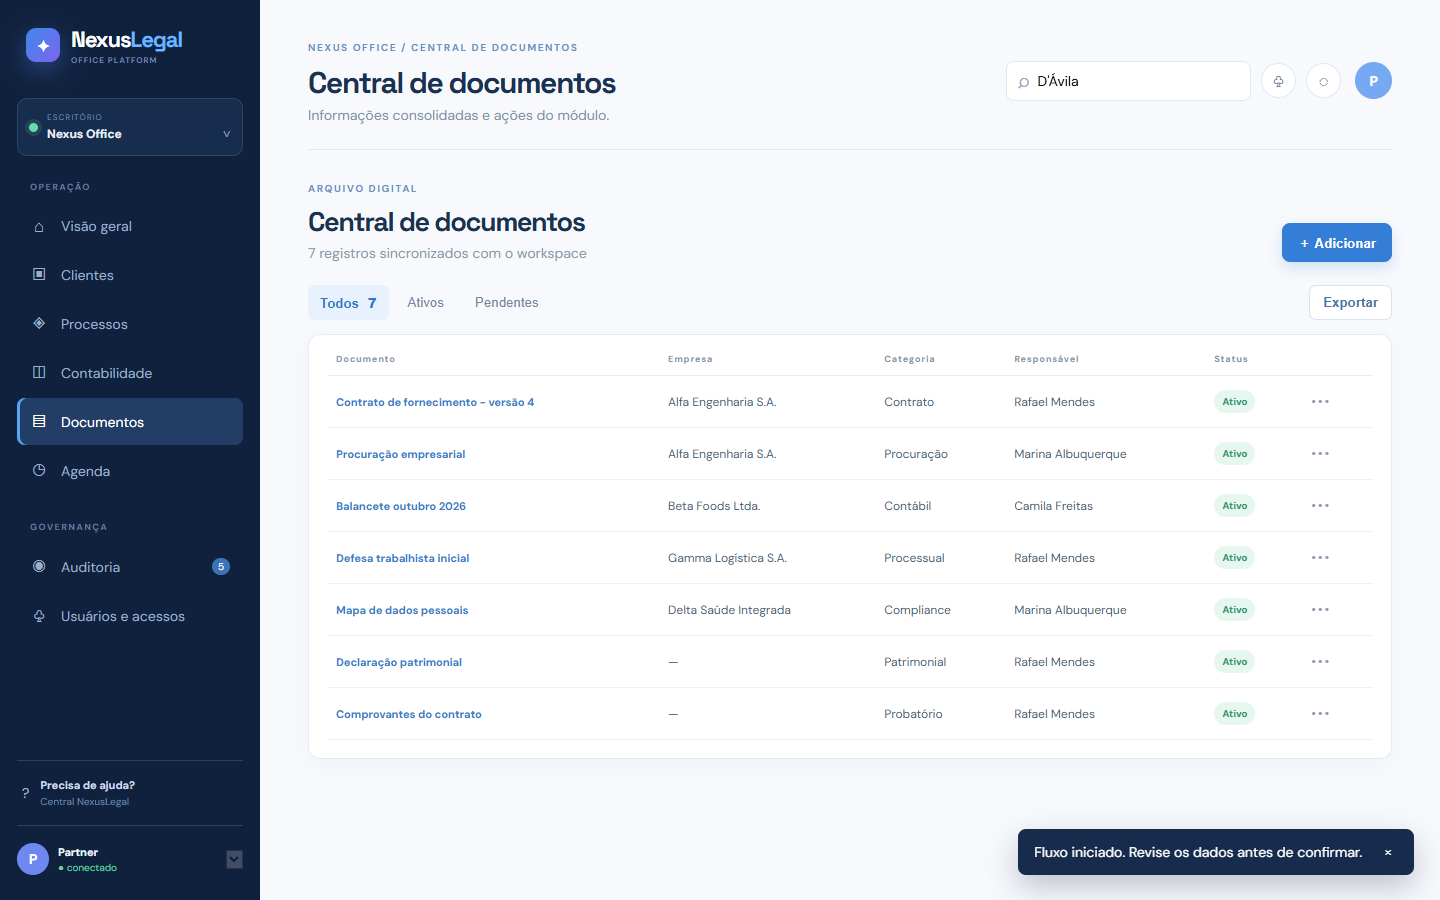 NexusLegal
OFFICE PLATFORM
ESCRITÓRIO
Nexus Office
OPERAÇÃO
Visão geral
Clientes
Processos
Contabilidade
Documentos
Agenda
GOVERNANÇA
Auditoria 5
Usuários e acessos
? Precisa de ajuda?
Central NexusLegal
P Partner
conectado
NEXUS OFFICE / CENTRAL DE DOCUMENTOS
Central de documentos
Informações consolidadas e ações do módulo.
D'Ávila
P
ARQUIVO DIGITAL
Central de documentos
7 registros sincronizados com o workspace
+ Adicionar
Todos 7 Ativos Pendentes
Exportar
Documento Empresa Categoria Responsável Status
Contrato de fornecimento - versão 4 Alfa Engenharia S.A. Contrato Rafael Mendes Ativo •••
Procuração empresarial Alfa Engenharia S.A. Procuração Marina Albuquerque Ativo •••
Balancete outubro 2026 Beta Foods Ltda. Contábil Camila Freitas Ativo •••
Defesa trabalhista inicial Gamma Logística S.A. Processual Rafael Mendes Ativo •••
Mapa de dados pessoais Delta Saúde Integrada Compliance Marina Albuquerque Ativo •••
Declaração patrimonial — Patrimonial Rafael Mendes Ativo •••
Comprovantes do contrato — Probatório Rafael Mendes Ativo •••
Fluxo iniciado. Revise os dados antes de confirmar. ×